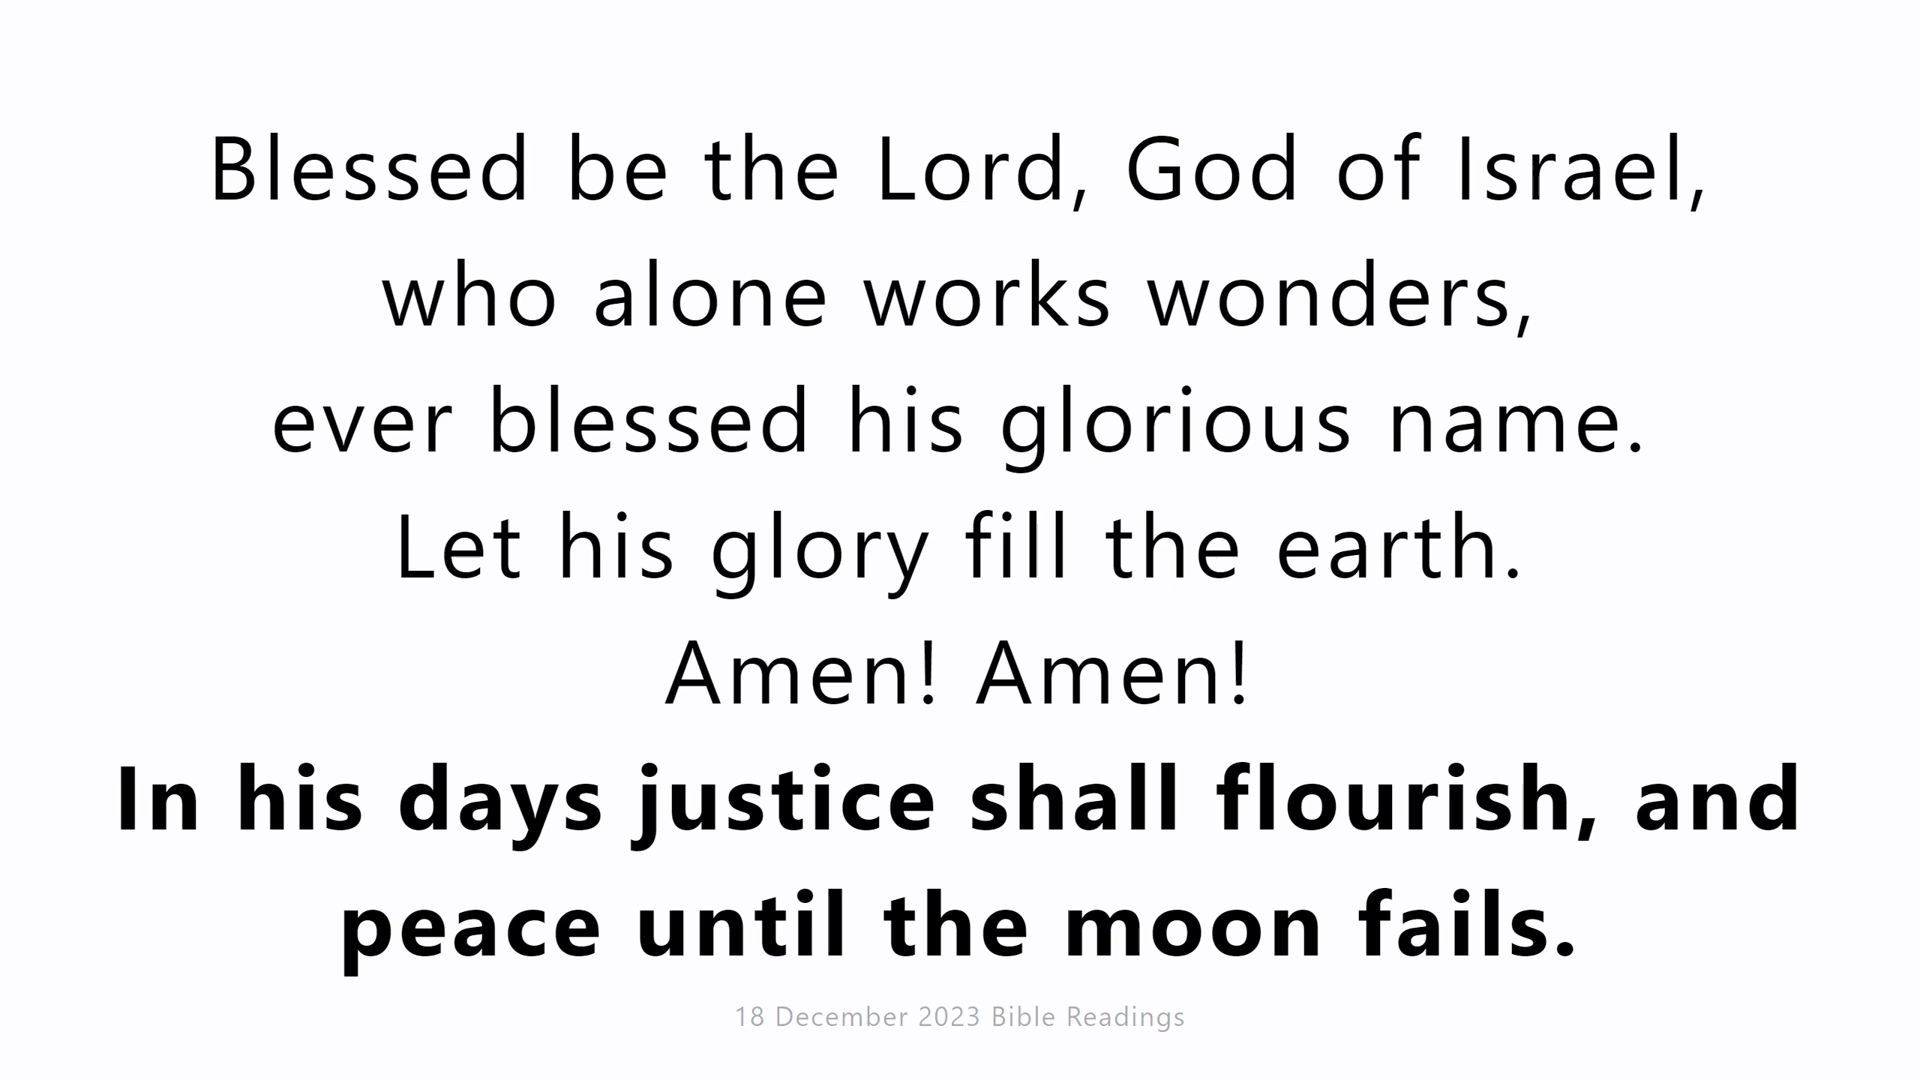 Blessed be the Lord, God of Israel,
who alone works wonders,
ever blessed his glorious name.
Let his glory fill the earth.
Amen! Amen!
In his days justice shall flourish, and
peace until the moon fails.
18 December 2023 Bible Readings